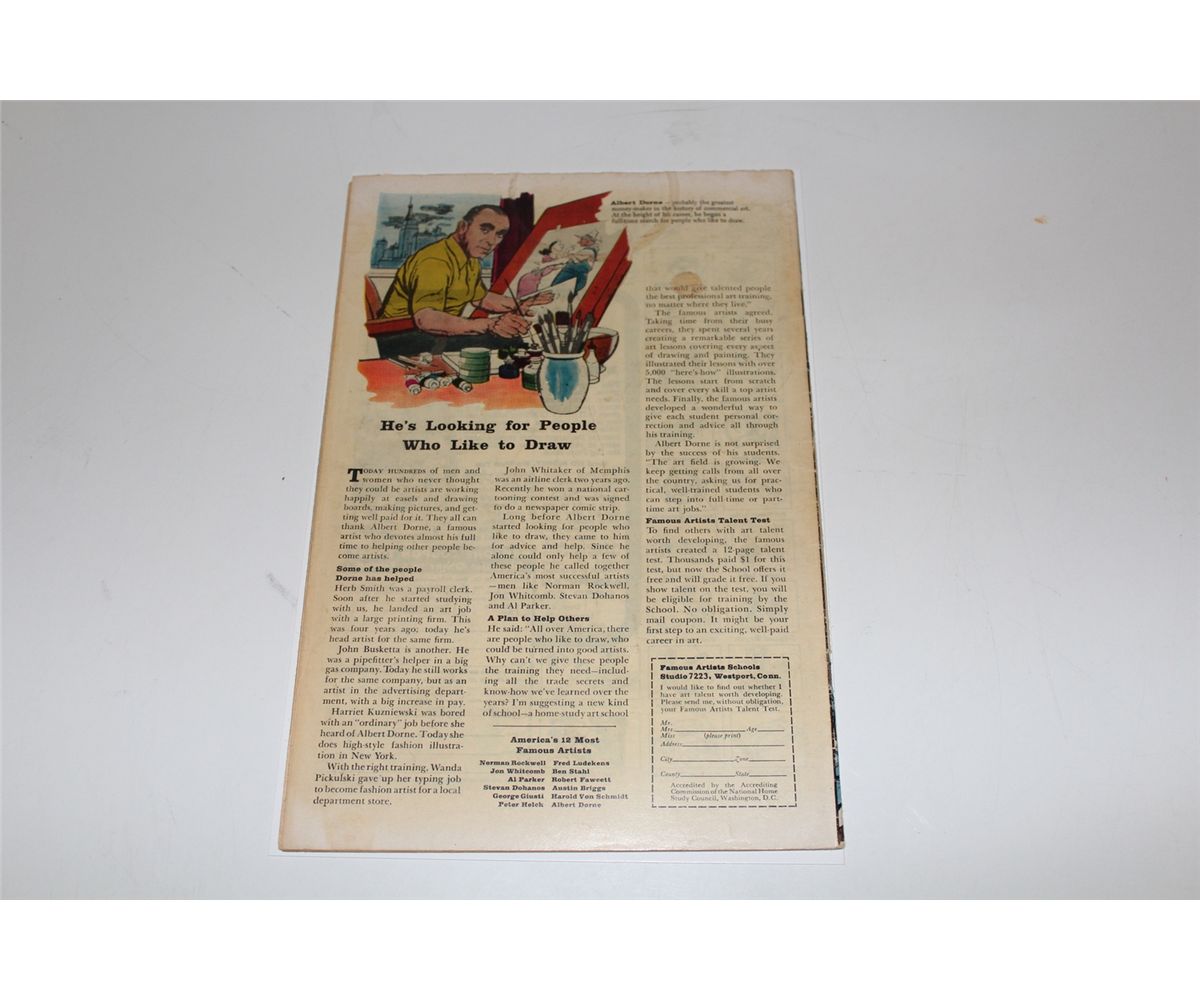 Albert Dorne — probably the greatest
money-maker in the history of commercial art.
At the height of his career, he began a
fulltime search for people who like to draw.
He's Looking for People
Who Like to Draw
TODAY HUNDREDS of men and
women who never thought
they could be artists are working
happily at easels and drawing
boards, making pictures, and get-
ting well paid for it. They all can
thank Albert Dorne, a famous
artist who devotes almost his full
time to helping other people be-
come artists.
Some of the people
Dorne has helped
Herb Smith was a payroll clerk.
Soon after he started studying
with us, he landed an art job
with a large printing firm. This
was four years ago; today he's
head artist for the same firm.
John Busketta is another. He
was a pipefitter's helper in a big
gas company. Today he still works
for the same company, but as an
artist in the advertising depart-
ment, with a big increase in pay.
Harriet Kuzniewski was bored
with an "ordinary" job before she
heard of Albert Dorne. Today she
does high-style fashion illustra-
tion in New York.
With the right training, Wanda
Pickulski gave up her typing job
to become fashion artist for a local
department store.
John Whitaker of Memphis
was an airline clerk two years ago.
Recently he won a national car-
tooning contest and was signed
to do a newspaper comic strip.
Long before Albert Dorne
started looking for people who
like to draw, they came to him
for advice and help. Since he
alone could only help a few of
these people he called together
America's most successful artists
—men like Norman Rockwell,
Jon Whitcomb, Stevan Dohanos
and Al Parker.
A Plan to Help Others
He said: "All over America, there
are people who like to draw, who
could be turned into good artists.
Why can't we give these people
the training they need—includ-
ing all the trade secrets and
know-how we've learned over the
years? I'm suggesting a new kind
of school—a home-study art school
that would give talented people
the best professional art training,
no matter where they live."
The famous artists agreed.
Taking time from their busy
careers, they spent several years
creating a remarkable series of
art lessons covering every aspect
of drawing and painting. They
illustrated their lessons with over
5,000 "here's-how" illustrations.
The lessons start from scratch
and cover every skill a top artist
needs. Finally, the famous artists
developed a wonderful way to
give each student personal cor-
rection and advice all through
his training.
Albert Dorne is not surprised
by the success of his students.
"The art field is growing. We
keep getting calls from all over
the country, asking us for prac-
tical, well-trained students who
can step into full-time or part-
time art jobs."
Famous Artists Talent Test
To find others with art talent
worth developing, the famous
artists created a 12-page talent
test. Thousands paid $1 for this
test, but now the School offers it
free and will grade it free. If you
show talent on the test, you will
be eligible for training by the
School. No obligation. Simply
mail coupon. It might be your
first step to an exciting, well-paid
career in art.
America's 12 Most
Famous Artists
Norman Rockwell Fred Ludekens
Jon Whitcomb Ben Stahl
Al Parker Robert Fawcett
Stevan Dohanos Austin Briggs
George Giusti Harold Von Schmidt
Peter Helck Albert Dorne
Famous Artists Schools
Studio 7223, Westport, Conn.
I would like to find out whether I
have art talent worth developing.
Please send me, without obligation,
your Famous Artists Talent Test.
Mr.
Mrs. Age
Miss (please print)
Address
City Zone
County State
Accredited by the Accrediting
Commission of the National Home
Study Council, Washington, D.C.